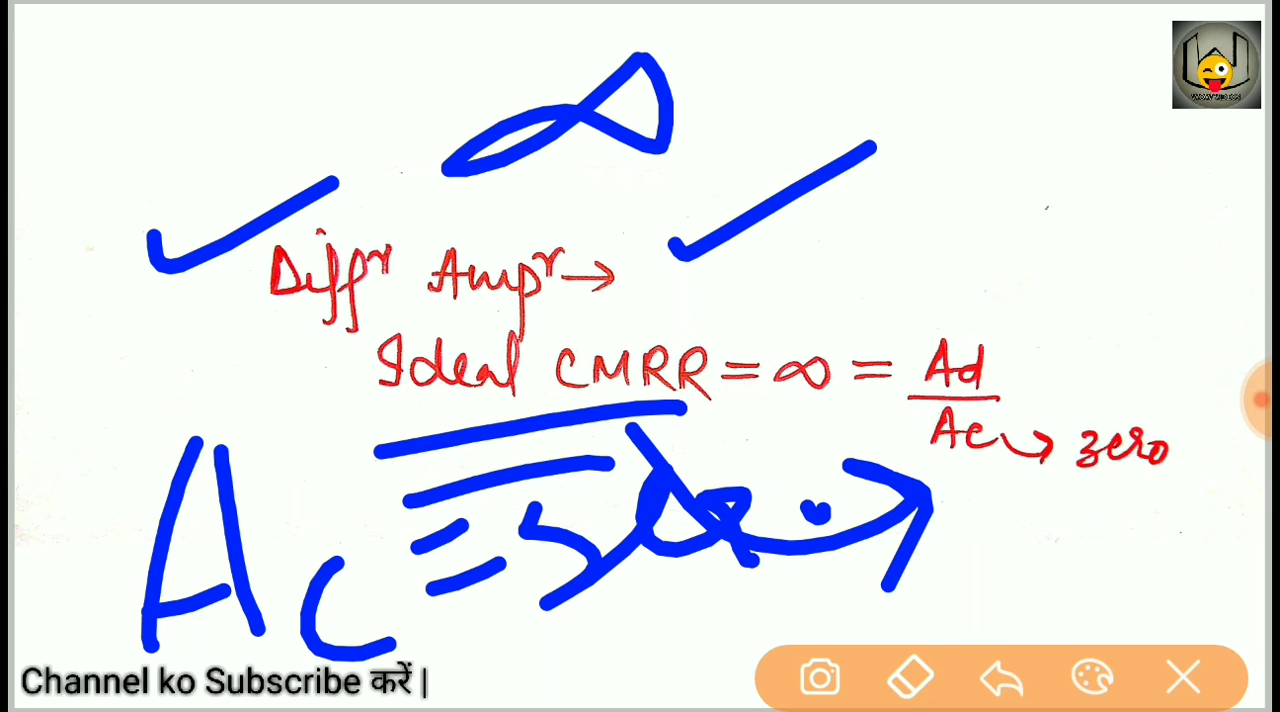 Diffr Ampr →
Ideal CMRR = ∞ = Ad / Ac → zero
Ac =
Channel ko Subscribe करें |